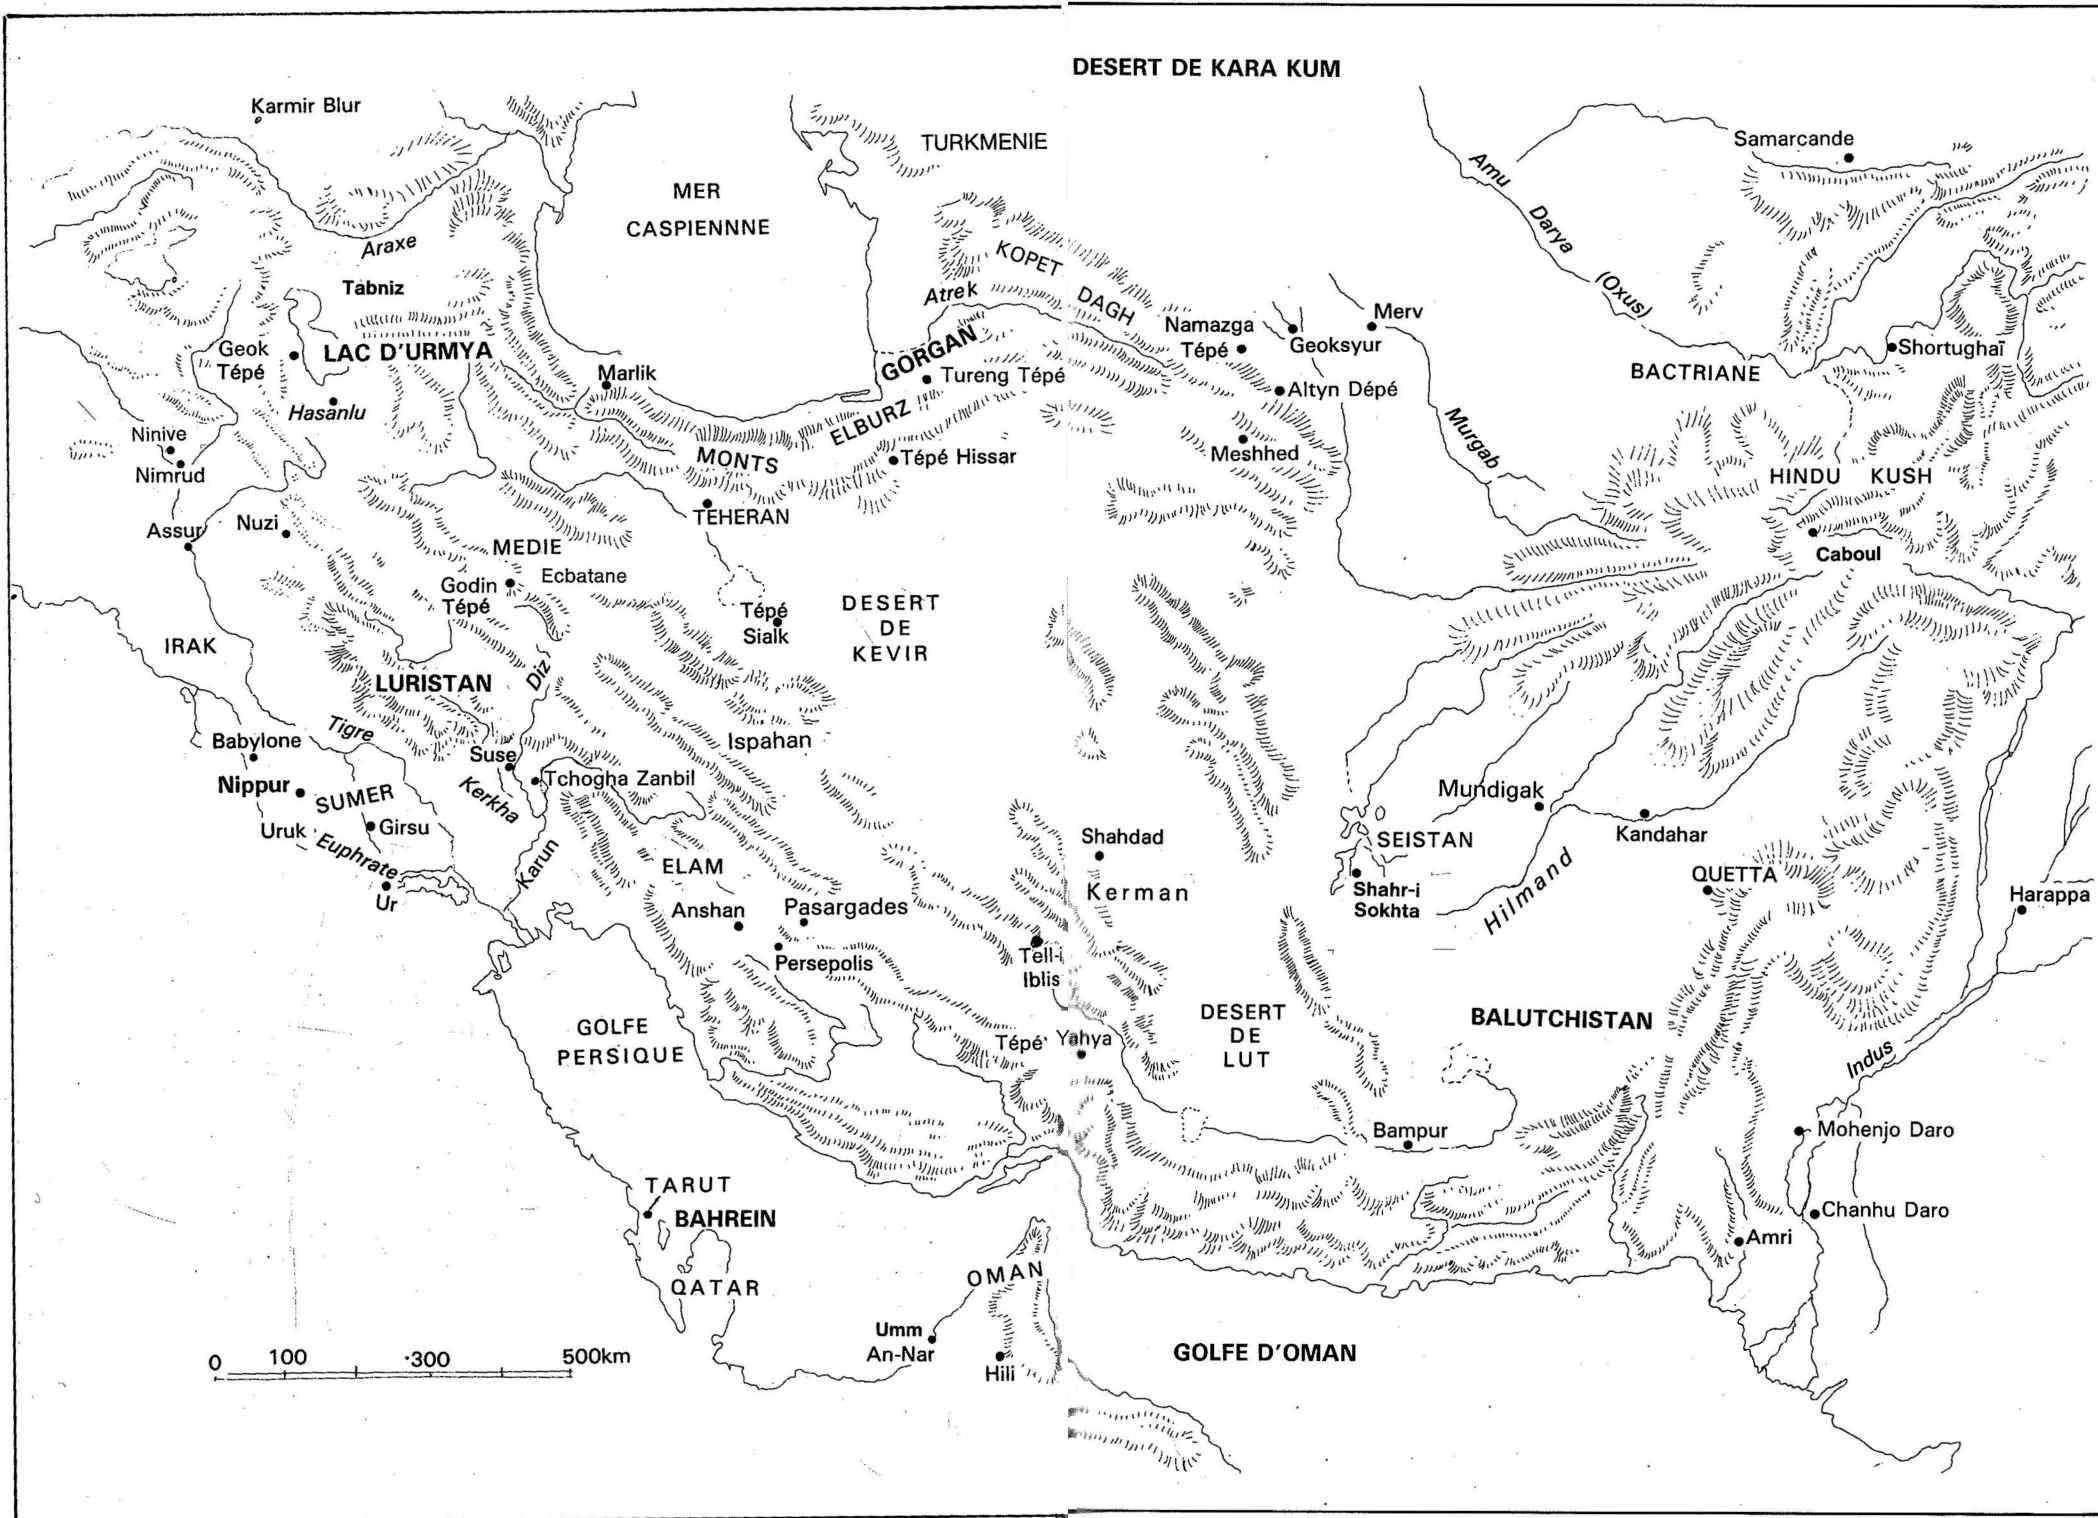 DESERT DE KARA KUM
Karmir Blur
TURKMENIE
Samarcande
MER
CASPIENNNE
Amu
Darya
(Oxus)
Araxe
Tabniz
KOPET
DAGH
Atrek
Namazga
Tépé
Geoksyur
Merv
Geok
Tépé
LAC D'URMYA
GORGAN
Shortughaï
BACTRIANE
Marlik
Tureng Tépé
Altyn Dépé
Hasanlu
ELBURZ
Murgab
Ninive
Nimrud
MONTS
Tépé Hissar
Meshhed
HINDU KUSH
TEHERAN
Assur
Nuzi
MEDIE
Caboul
Godin
Tépé
Ecbatane
Tépé
Sialk
DESERT
DE
KEVIR
IRAK
LURISTAN
Diz
Tigre
Babylone
Suse
Ispahan
Nippur
SUMER
Kerkha
Tchogha Zanbil
Mundigak
Uruk
Girsu
Kandahar
Euphrate
Karun
ELAM
Shahdad
SEISTAN
Ur
Kerman
Shahr-i
Sokhta
Hilmand
QUETTA
Harappa
Anshan
Pasargades
Persepolis
Tell-i
Iblis
GOLFE
PERSIQUE
Tépé Yahya
DESERT
DE
LUT
BALUTCHISTAN
Indus
Bampur
Mohenjo Daro
TARUT
BAHREIN
Chanhu Daro
Amri
QATAR
OMAN
Umm
An-Nar
Hili
GOLFE D'OMAN
0 100 300 500km